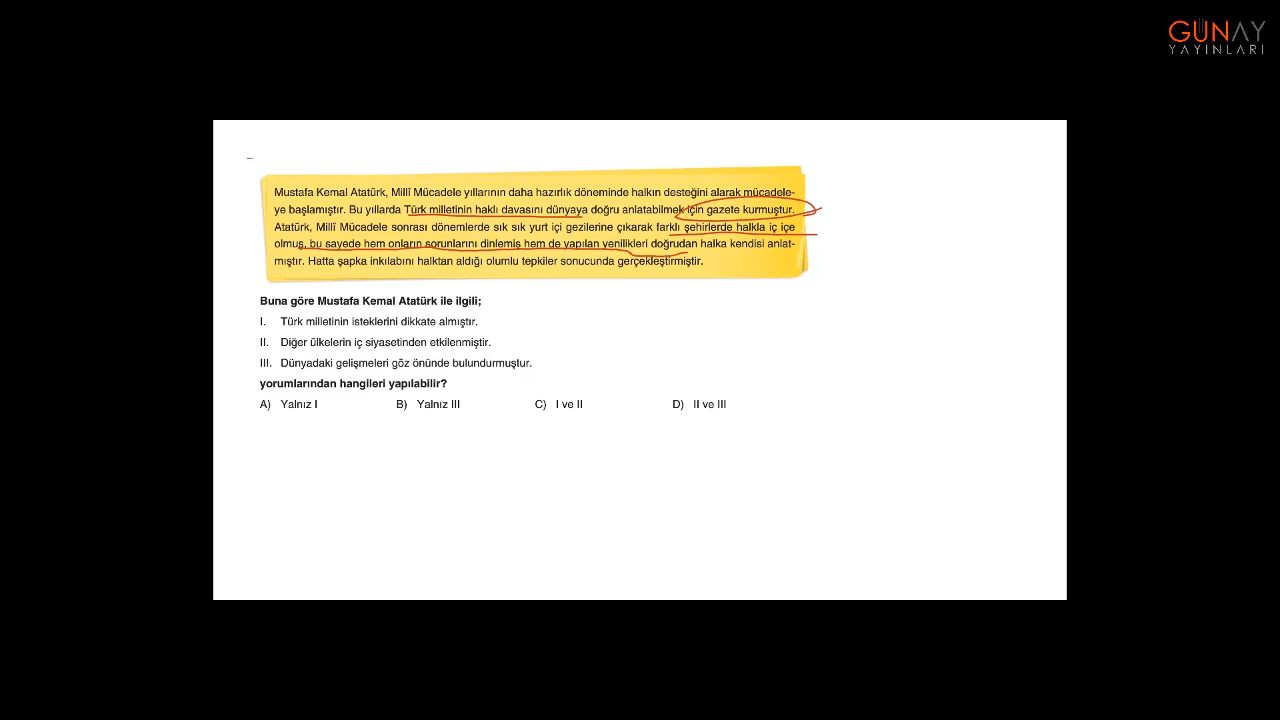 GÜNAY
YAYINLARI
Mustafa Kemal Atatürk, Millî Mücadele yıllarının daha hazırlık döneminde halkın desteğini alarak mücadele-
ye başlamıştır. Bu yıllarda Türk milletinin haklı davasını dünyaya doğru anlatabilmek için gazete kurmuştur.
Atatürk, Millî Mücadele sonrası dönemlerde sık sık yurt içi gezilerine çıkarak farklı şehirlerde halkla iç içe
olmuş, bu sayede hem onların sorunlarını dinlemiş hem de yapılan yenilikleri doğrudan halka kendisi anlat-
mıştır. Hatta şapka inkılabını halktan aldığı olumlu tepkiler sonucunda gerçekleştirmiştir.
Buna göre Mustafa Kemal Atatürk ile ilgili;
I. Türk milletinin isteklerini dikkate almıştır.
II. Diğer ülkelerin iç siyasetinden etkilenmiştir.
III. Dünyadaki gelişmeleri göz önünde bulundurmuştur.
yorumlarından hangileri yapılabilir?
A) Yalnız I B) Yalnız III C) I ve II D) II ve III